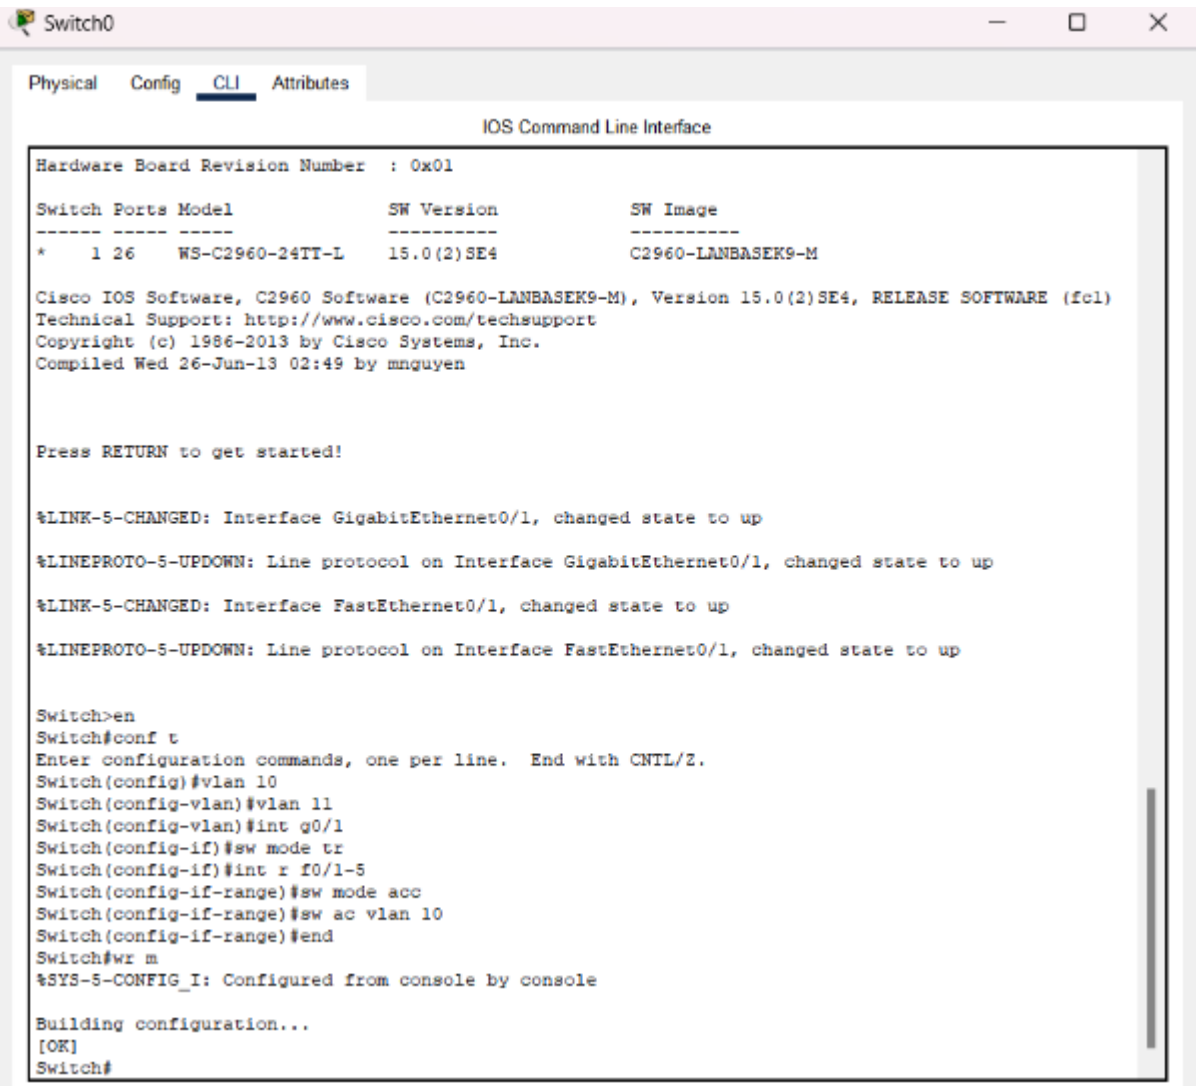 Switch0
Physical Config CLI Attributes
IOS Command Line Interface
Hardware Board Revision Number  : 0x01
Switch Ports Model              SW Version            SW Image
------ ----- -----              ----------            ----------
*    1 26    WS-C2960-24TT-L    15.0(2)SE4            C2960-LANBASEK9-M
Cisco IOS Software, C2960 Software (C2960-LANBASEK9-M), Version 15.0(2)SE4, RELEASE SOFTWARE (fc1)
Technical Support: http://www.cisco.com/techsupport
Copyright (c) 1986-2013 by Cisco Systems, Inc.
Compiled Wed 26-Jun-13 02:49 by mnguyen
Press RETURN to get started!
%LINK-5-CHANGED: Interface GigabitEthernet0/1, changed state to up
%LINEPROTO-5-UPDOWN: Line protocol on Interface GigabitEthernet0/1, changed state to up
%LINK-5-CHANGED: Interface FastEthernet0/1, changed state to up
%LINEPROTO-5-UPDOWN: Line protocol on Interface FastEthernet0/1, changed state to up
Switch>en
Switch#conf t
Enter configuration commands, one per line.  End with CNTL/Z.
Switch(config)#vlan 10
Switch(config-vlan)#vlan 11
Switch(config-vlan)#int g0/1
Switch(config-if)#sw mode tr
Switch(config-if)#int r f0/1-5
Switch(config-if-range)#sw mode acc
Switch(config-if-range)#sw ac vlan 10
Switch(config-if-range)#end
Switch#wr m
%SYS-5-CONFIG_I: Configured from console by console
Building configuration...
[OK]
Switch#